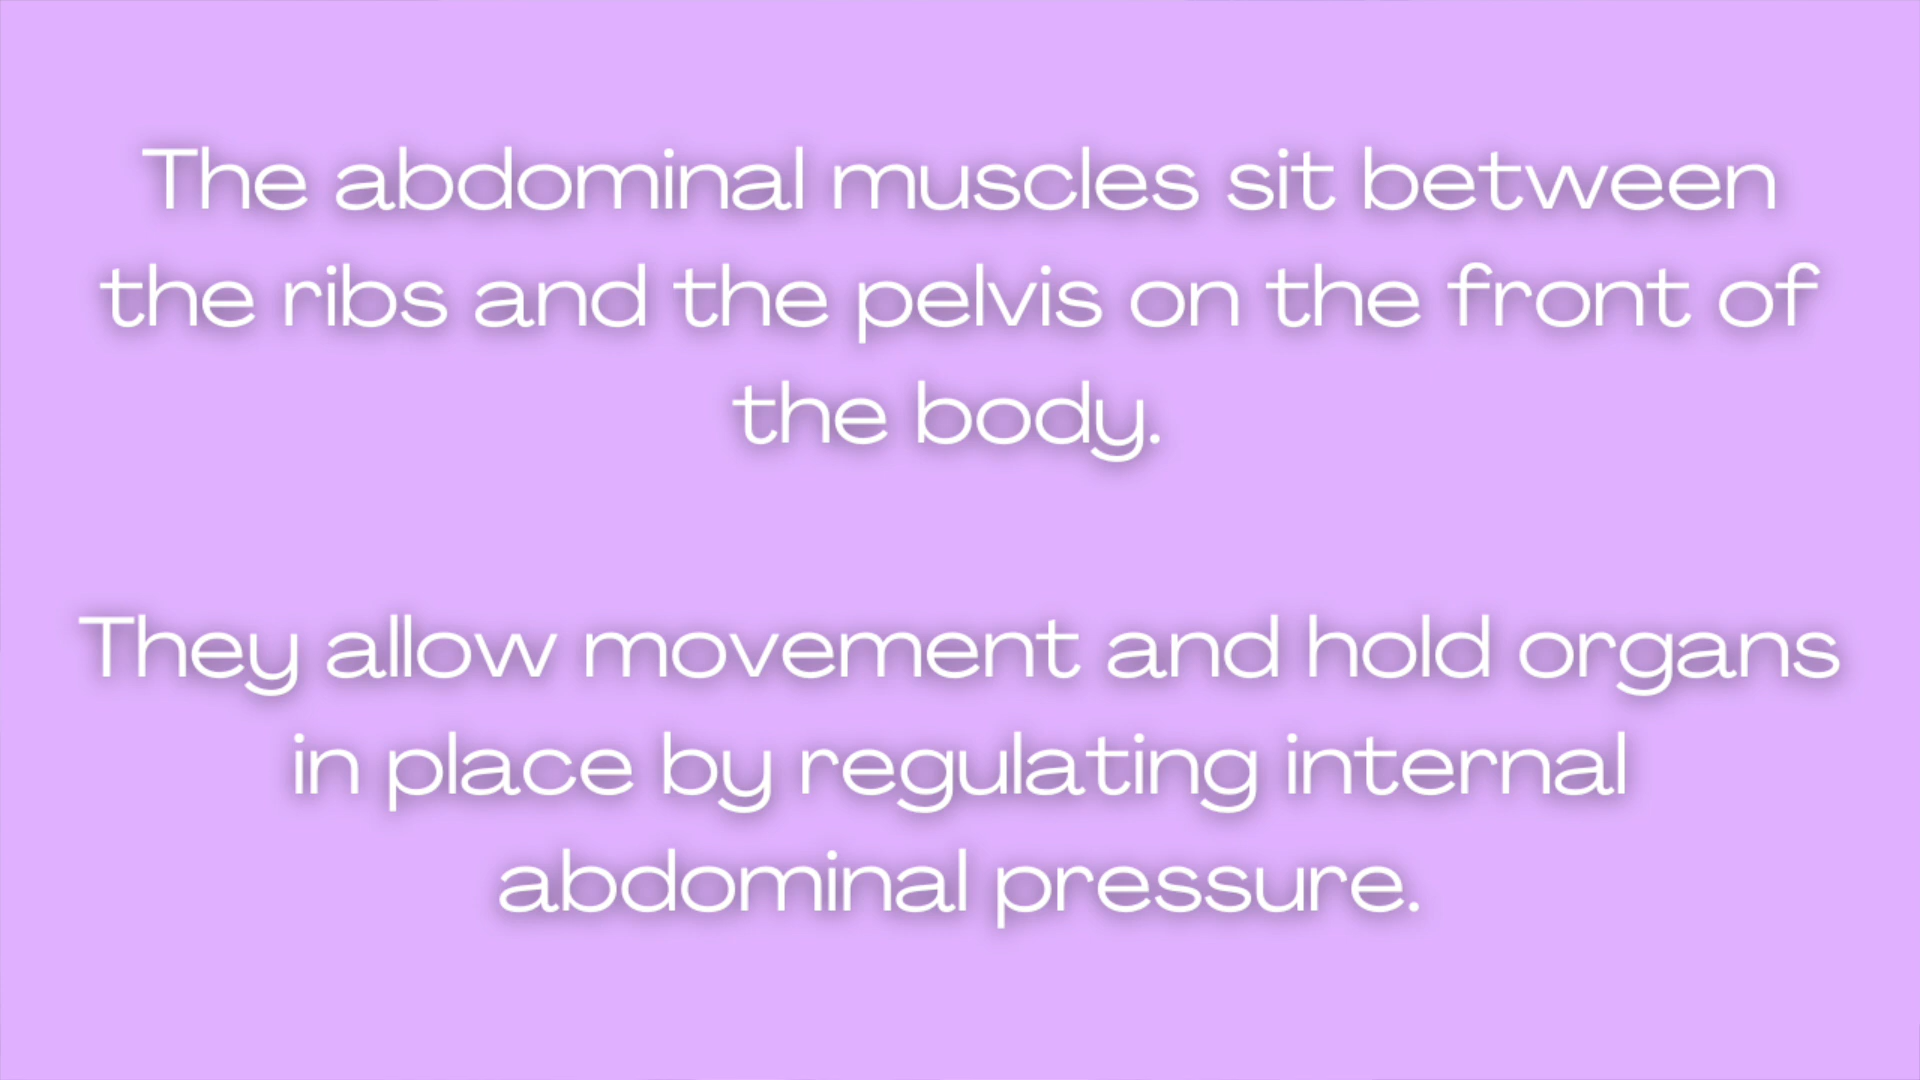 The abdominal muscles sit between
the ribs and the pelvis on the front of
the body.
They allow movement and hold organs
in place by regulating internal
abdominal pressure.